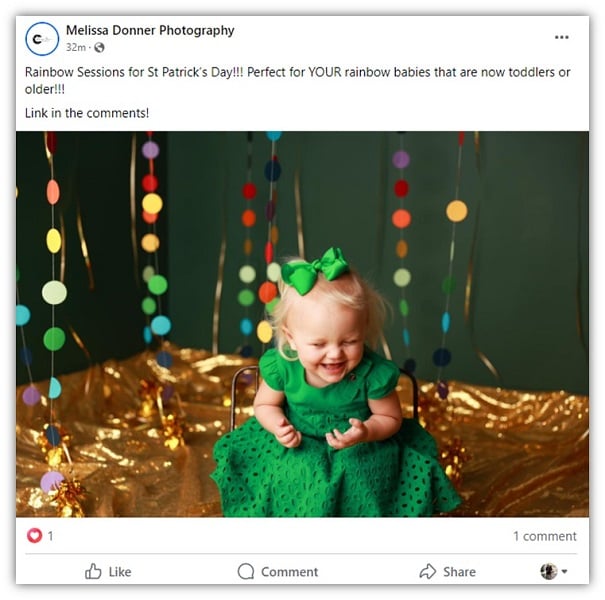 Melissa Donner Photography
32m ·
Rainbow Sessions for St Patrick's Day!!! Perfect for YOUR rainbow babies that are now toddlers or
older!!!
Link in the comments!
1
1 comment
Like
Comment
Share